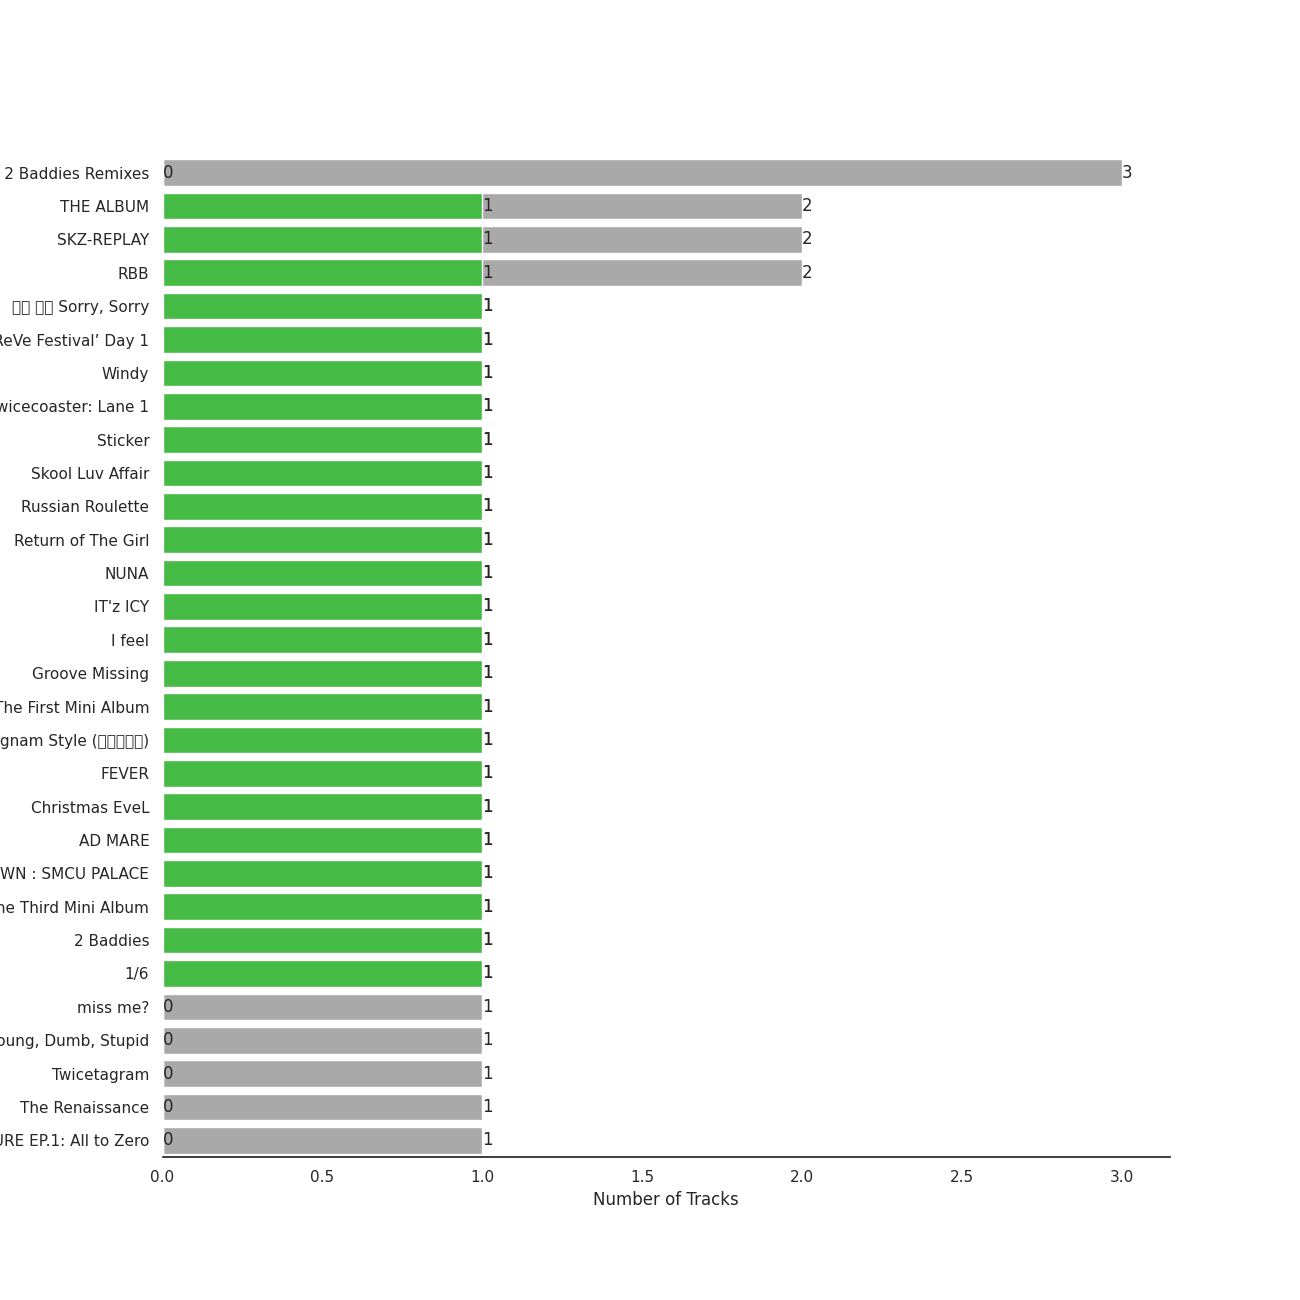 2 Baddies Remixes 0 3
THE ALBUM 1 2
SKZ-REPLAY 1 2
RBB 1 2
Sorry, Sorry 1
ReVe Festival’ Day 1 1
Windy 1
wicecoaster: Lane 1 1
Sticker 1
Skool Luv Affair 1
Russian Roulette 1
Return of The Girl 1
NUNA 1
IT'z ICY 1
I feel 1
Groove Missing 1
The First Mini Album 1
gnam Style () 1
FEVER 1
Christmas EveL 1
AD MARE 1
WN : SMCU PALACE 1
he Third Mini Album 1
2 Baddies 1
1/6 1
miss me? 0 1
oung, Dumb, Stupid 0 1
Twicetagram 0 1
The Renaissance 0 1
URE EP.1: All to Zero 0 1
0.0 0.5 1.0 1.5 2.0 2.5 3.0
Number of Tracks